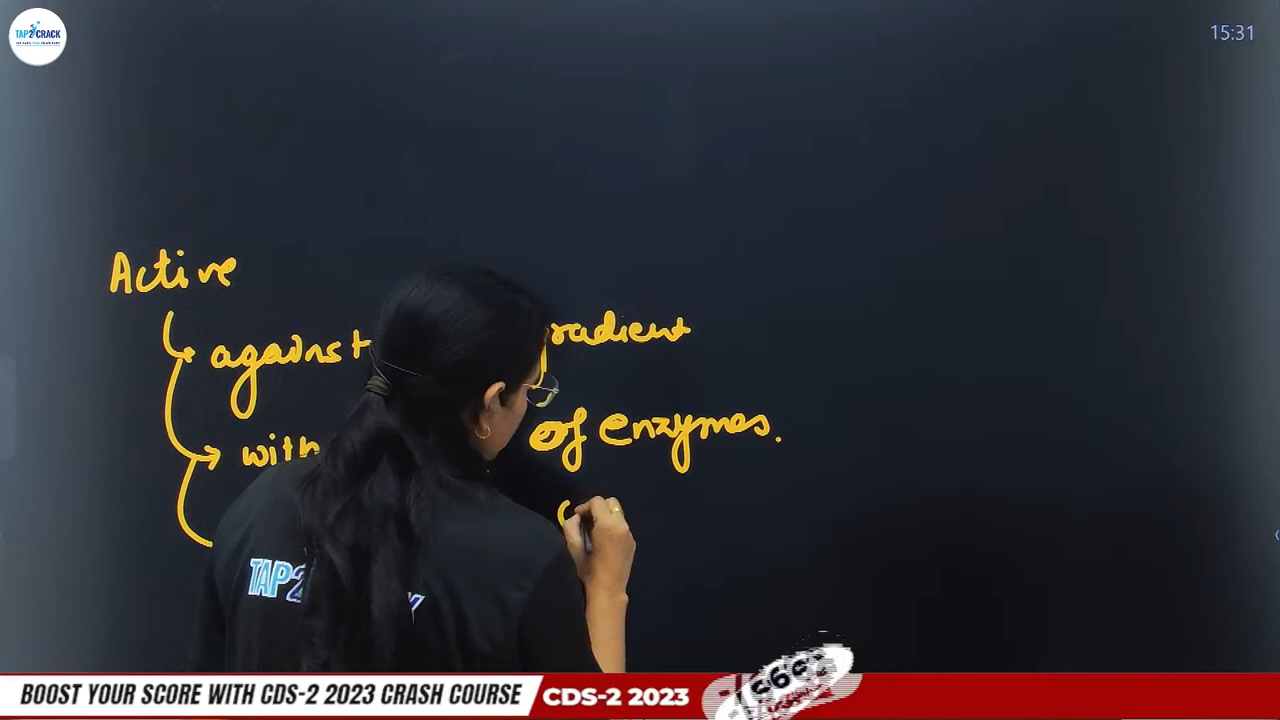 TAP2CRACK
15:31
Active
against radient
with of enzymes.
TAP2
BOOST YOUR SCORE WITH CDS-2 2023 CRASH COURSE
CDS-2 2023